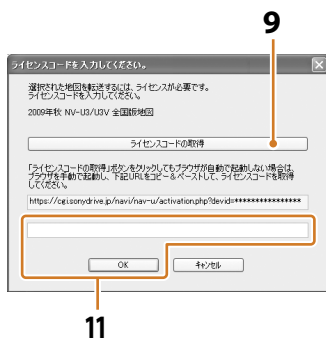 9
ライセンスコードを入力してください。
選択された地図を転送するには、ライセンスが必要です。
ライセンスコードを入力してください。
2009年秋 NV-U3/U3V 全国版地図
ライセンスコードの取得
「ライセンスコードの取得」ボタンをクリックしてもブラウザが自動で起動しない場合は、
ブラウザを手動で起動し、下記URLをコピー＆ペーストして、ライセンスコードを取得
してください。
https://cgi.sonydrive.jp/navi/nav-u/activation.php?devid=****************
OK
キャンセル
11